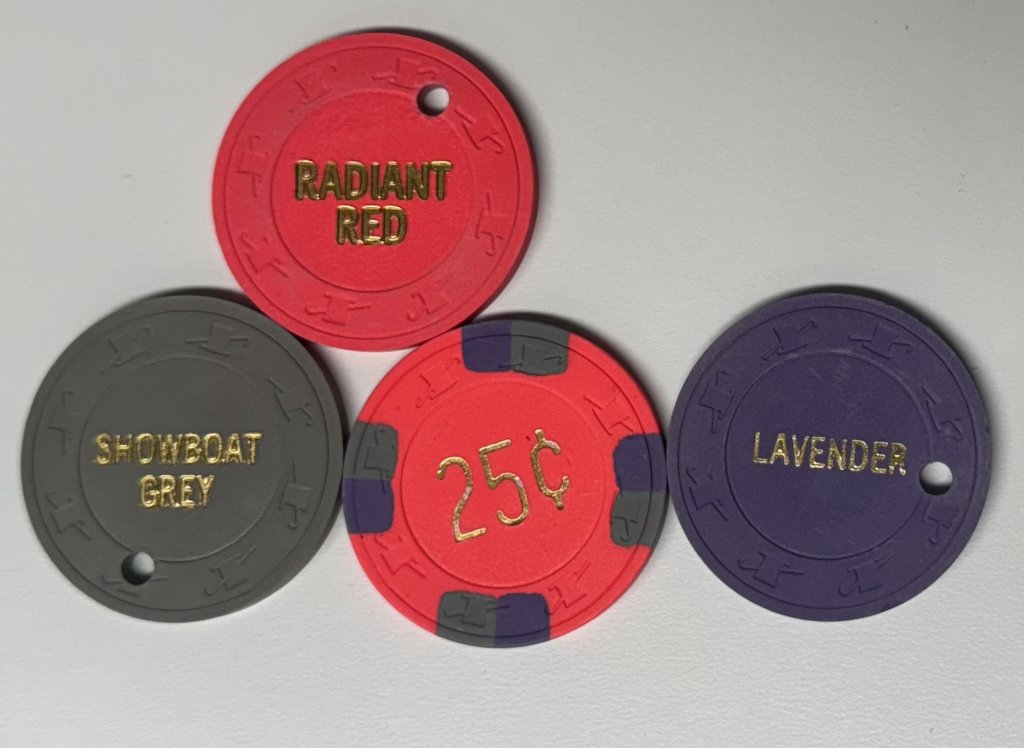 RADIANT
RED
SHOWBOAT
GREY
25¢
LAVENDER